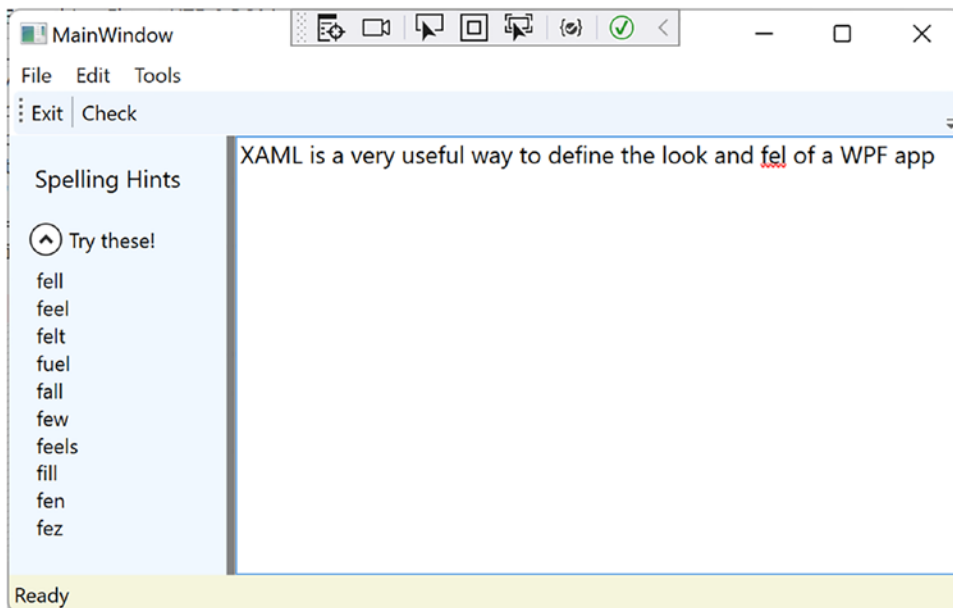 MainWindow
File Edit Tools
Exit Check
Spelling Hints
XAML is a very useful way to define the look and fel of a WPF app
Try these!
fell
feel
felt
fuel
fall
few
feels
fill
fen
fez
Ready